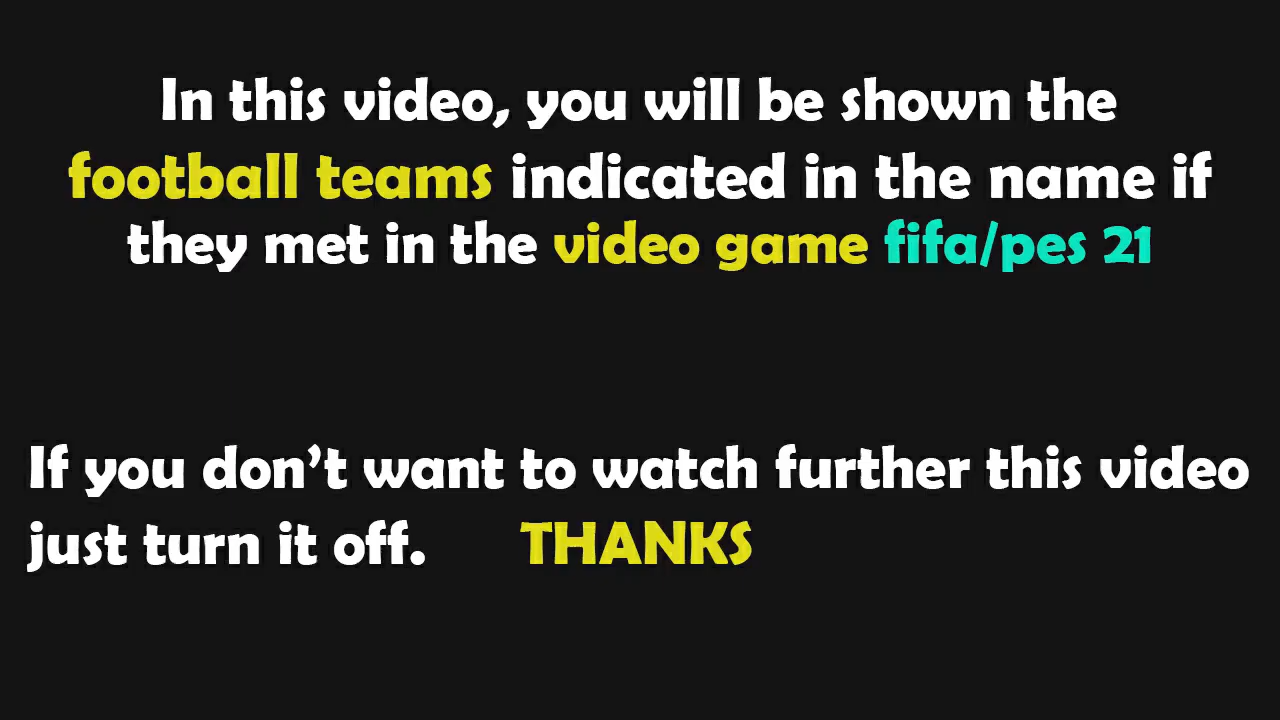 In this video, you will be shown the
football teams indicated in the name if
they met in the video game fifa/pes 21
If you don’t want to watch further this video
just turn it off. THANKS